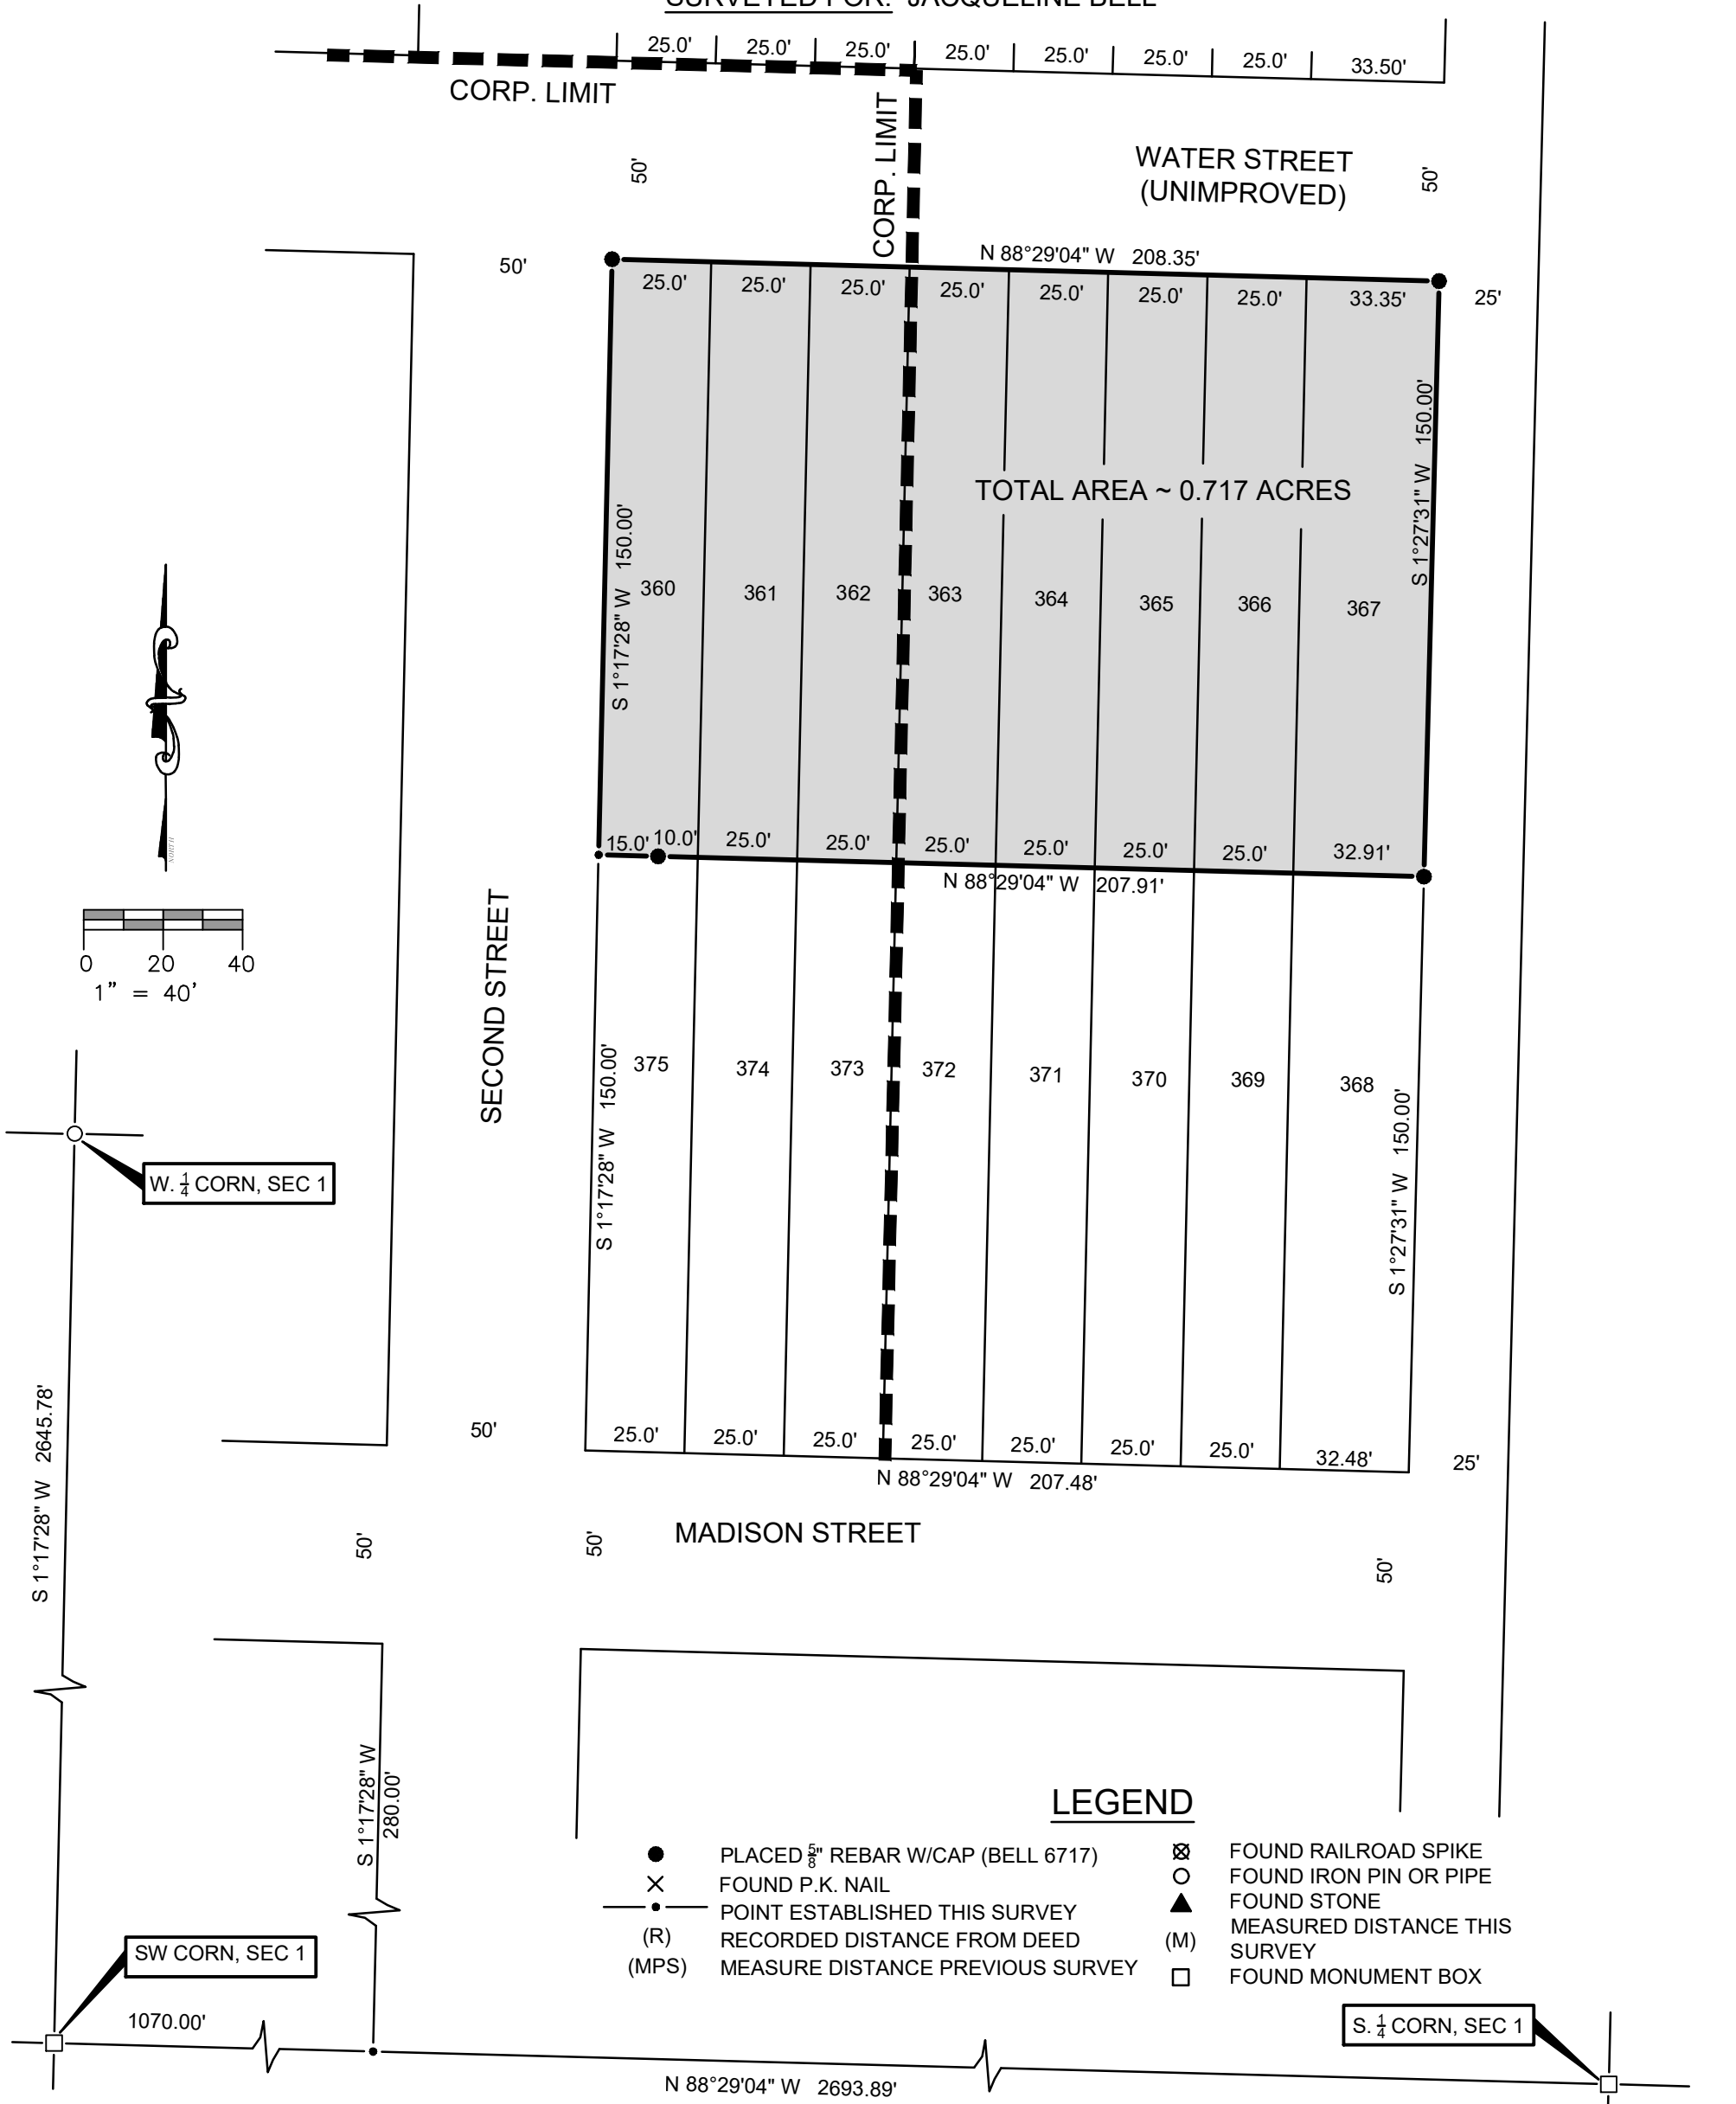 SURVEYED FOR: JACQUELINE BELL
25.0' 25.0' 25.0' 25.0' 25.0' 25.0' 25.0' 33.50'
CORP. LIMIT
CORP. LIMIT
50'
WATER STREET
(UNIMPROVED)
50'
50'
N 88°29'04" W 208.35'
25.0' 25.0' 25.0' 25.0' 25.0' 25.0' 25.0' 33.35'
25'
S 1°27'31" W 150.00'
TOTAL AREA ~ 0.717 ACRES
S 1°17'28" W 150.00'
360 361 362 363 364 365 366 367
NORTH
15.0' 10.0' 25.0' 25.0' 25.0' 25.0' 25.0' 25.0' 32.91'
N 88°29'04" W 207.91'
SECOND STREET
0 20 40
1" = 40'
S 1°17'28" W 150.00'
375 374 373 372 371 370 369 368
S 1°27'31" W 150.00'
W. 1/4 CORN, SEC 1
S 1°17'28" W 2645.78'
50'
25.0' 25.0' 25.0' 25.0' 25.0' 25.0' 25.0' 32.48'
25'
N 88°29'04" W 207.48'
50'
50'
MADISON STREET
50'
S 1°17'28" W
280.00'
LEGEND
PLACED 5/8" REBAR W/CAP (BELL 6717)
FOUND P.K. NAIL
POINT ESTABLISHED THIS SURVEY
(R) RECORDED DISTANCE FROM DEED
(MPS) MEASURE DISTANCE PREVIOUS SURVEY
FOUND RAILROAD SPIKE
FOUND IRON PIN OR PIPE
FOUND STONE
(M) MEASURED DISTANCE THIS
SURVEY
FOUND MONUMENT BOX
SW CORN, SEC 1
1070.00'
S. 1/4 CORN, SEC 1
N 88°29'04" W 2693.89'